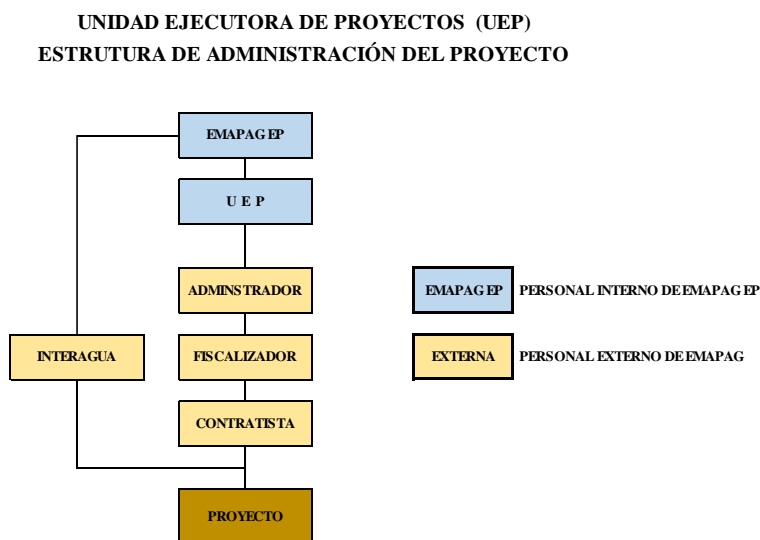 UNIDAD EJECUTORA DE PROYECTOS (UEP)
ESTRUTURA DE ADMINISTRACIÓN DEL PROYECTO
EMAPAG EP
U E P
ADMINSTRADOR
EMAPAG EP PERSONAL INTERNO DE EMAPAG EP
INTERAGUA
FISCALIZADOR
EXTERNA PERSONAL EXTERNO DE EMAPAG
CONTRATISTA
PROYECTO